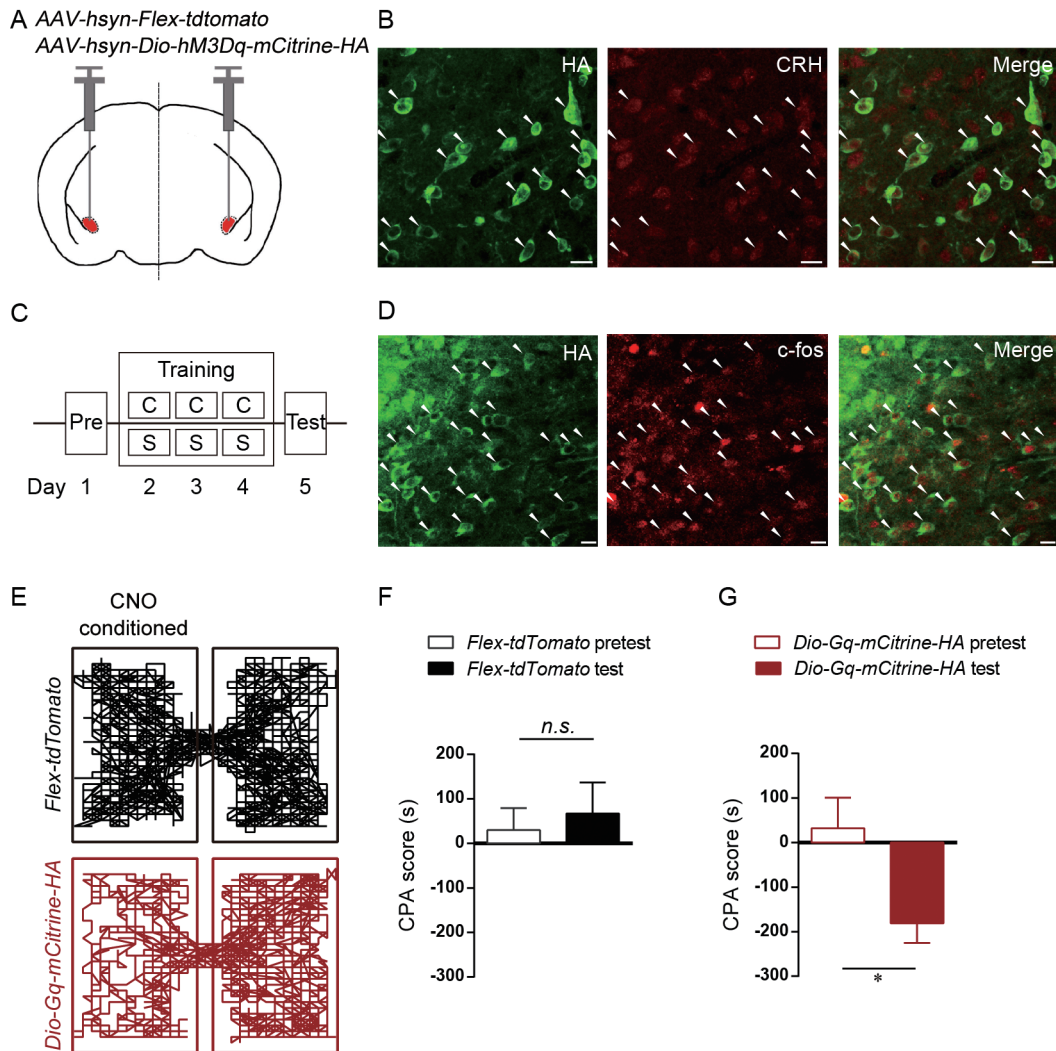 A
AAV-hsyn-Flex-tdtomato
AAV-hsyn-Dio-hM3Dq-mCitrine-HA
B
HA
CRH
Merge
C
Training
C C C
Pre
Test
S S S
Day 1 2 3 4 5
D
HA
c-fos
Merge
E
CNO
conditioned
Flex-tdTomato
Dio-Gq-mCitrine-HA
F
Flex-tdTomato pretest
Flex-tdTomato test
n.s.
CPA score (s)
200
100
0
-100
-200
-300
G
Dio-Gq-mCitrine-HA pretest
Dio-Gq-mCitrine-HA test
CPA score (s)
200
100
0
-100
-200
-300
*